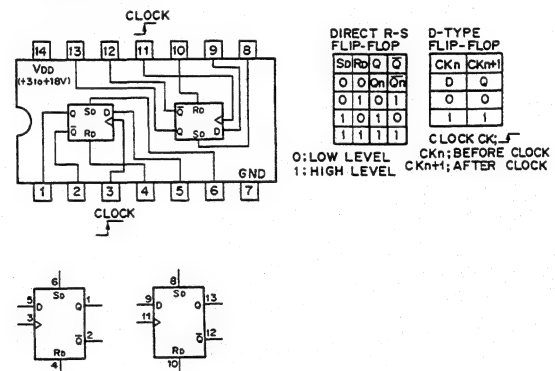 CLOCK
14 13 12 11 10 9 8
VDD
(+3to+18V)
Q SD D
Q̅ RD
Q̅ RD
Q SD D
GND
1 2 3 4 5 6 7
CLOCK
DIRECT R-S
FLIP-FLOP
SD RD Q Q̅
0 0 Qn Q̅n
0 1 0 1
1 0 1 0
1 1 1 1
0:LOW LEVEL
1:HIGH LEVEL
D-TYPE
FLIP-FLOP
CKn CKn+1
D Q
0 0
1 1
CLOCK CK;
CKn;BEFORE CLOCK
CKn+1;AFTER CLOCK
6
SD
5 D Q 1
3
Q̅ 2
RD
4
8
SD
9 D Q 13
11
Q̅ 12
RD
10